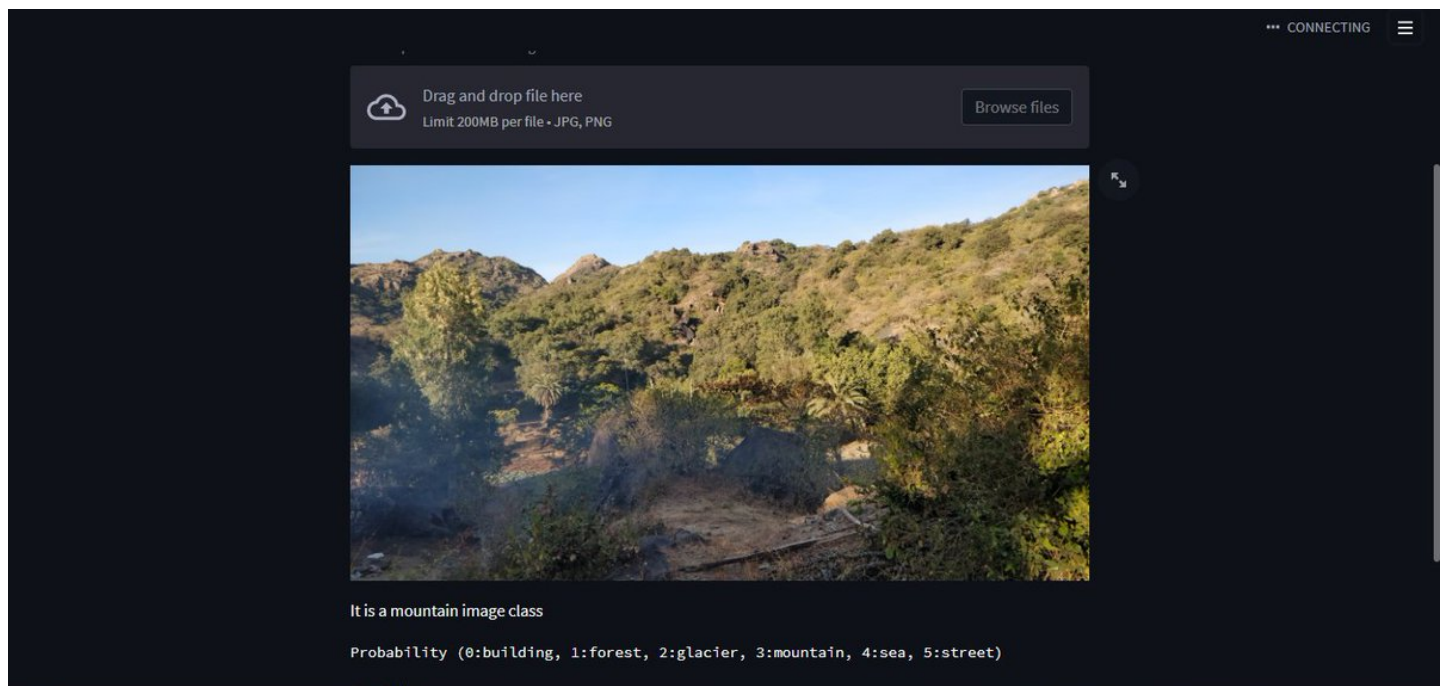 CONNECTING
Drag and drop file here
Limit 200MB per file • JPG, PNG
Browse files
It is a mountain image class
Probability (0:building, 1:forest, 2:glacier, 3:mountain, 4:sea, 5:street)